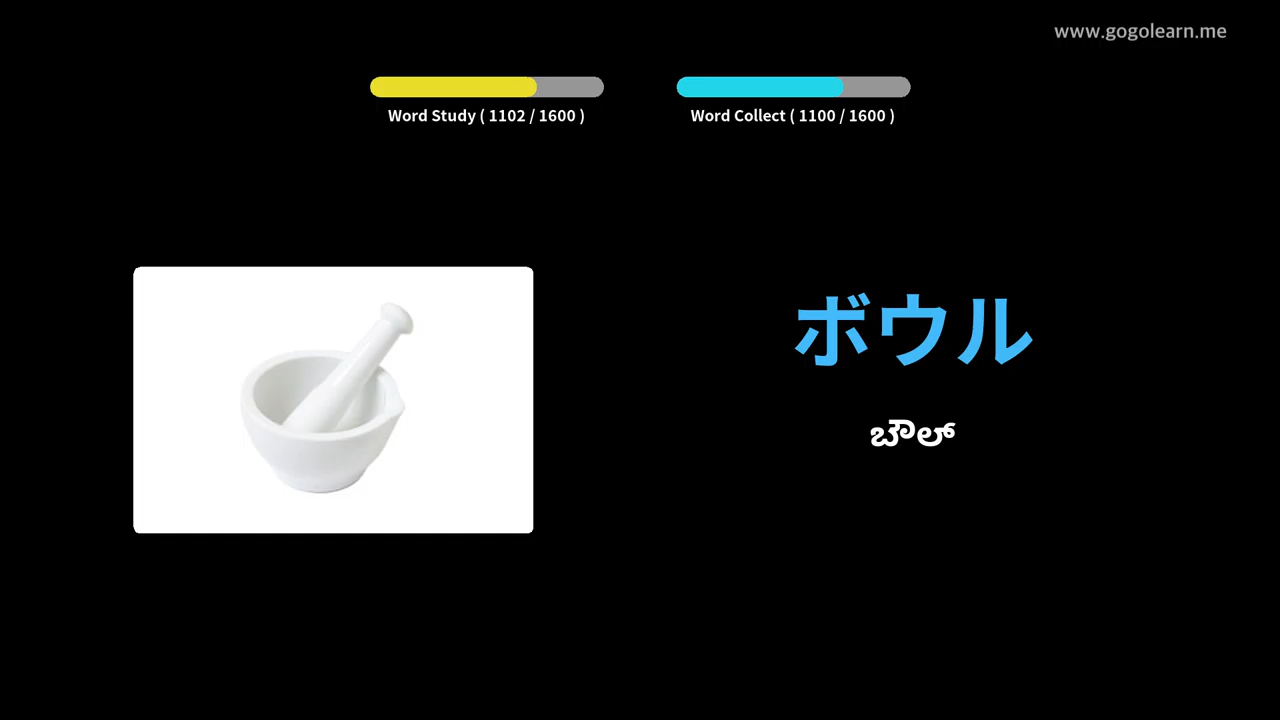 www.gogolearn.me
Word Study ( 1102 / 1600 )
Word Collect ( 1100 / 1600 )
ボウル
ಬೌಲ್